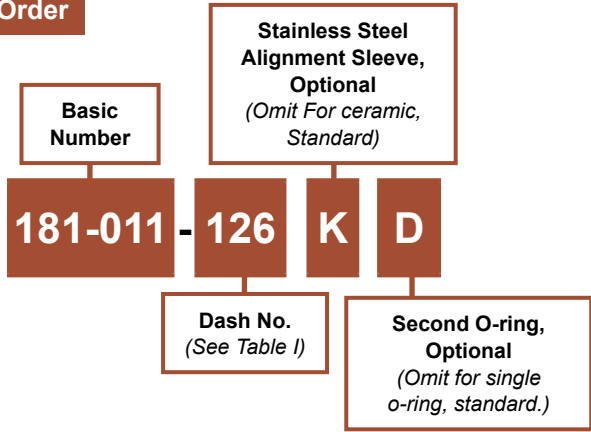 Order
Stainless Steel
Alignment Sleeve,
Optional
(Omit For ceramic,
Standard)
Basic
Number
181-011 - 126 K D
Dash No.
(See Table I)
Second O-ring,
Optional
(Omit for single
o-ring, standard.)